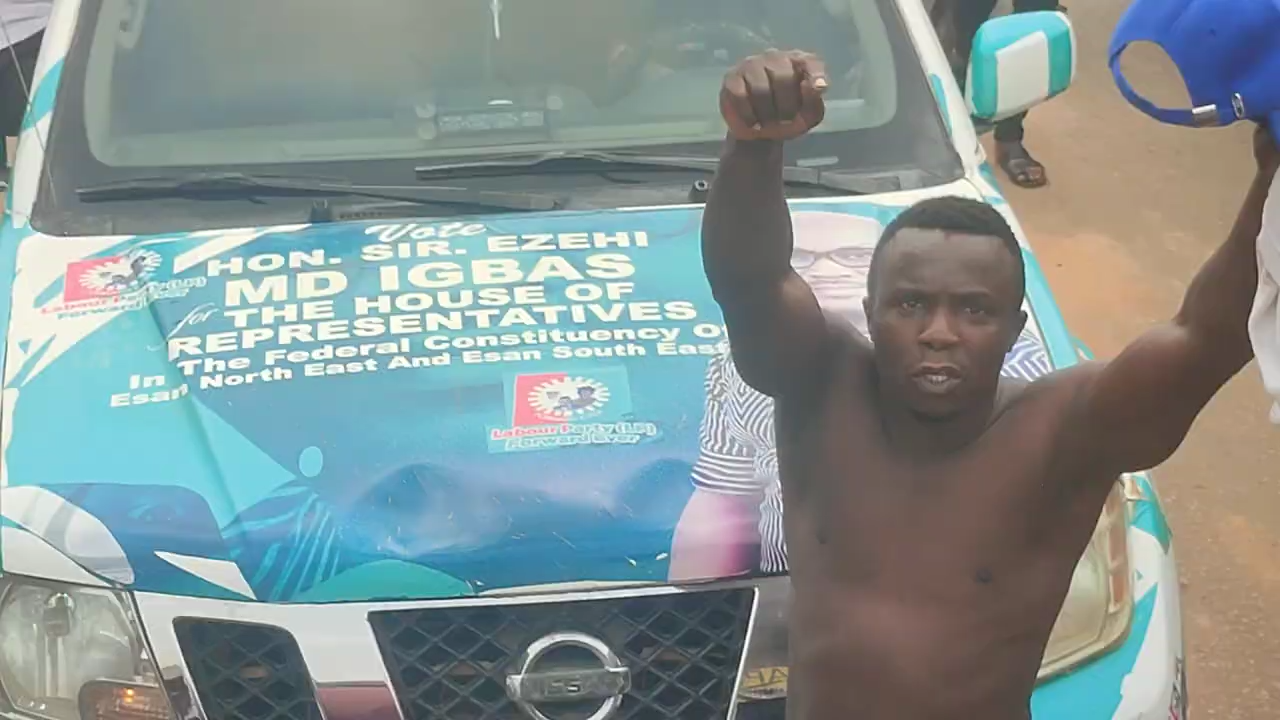 Vote
HON. SIR. EZEHI
MD IGBAS
for THE HOUSE OF
REPRESENTATIVES
In The Federal Constituency
Esan North East And Esan South East
Labour Party (LP)
Forward Ever
Labour Party (LP)
Forward Ever